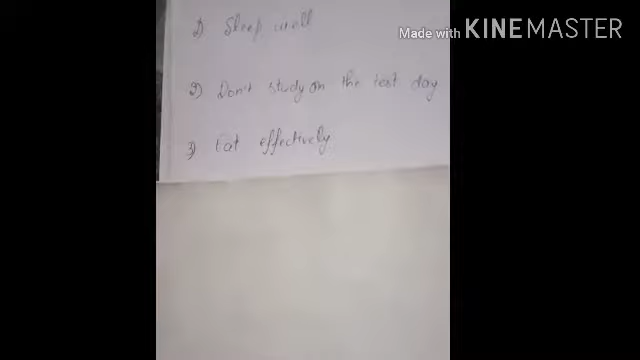 Made with KINEMASTER
1) Sleep well
2) Don't study on the test day
3) Eat effectively